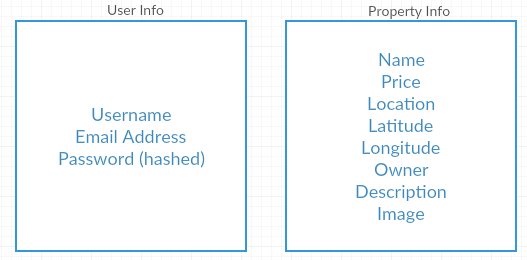 User Info
Username
Email Address
Password (hashed)
Property Info
Name
Price
Location
Latitude
Longitude
Owner
Description
Image